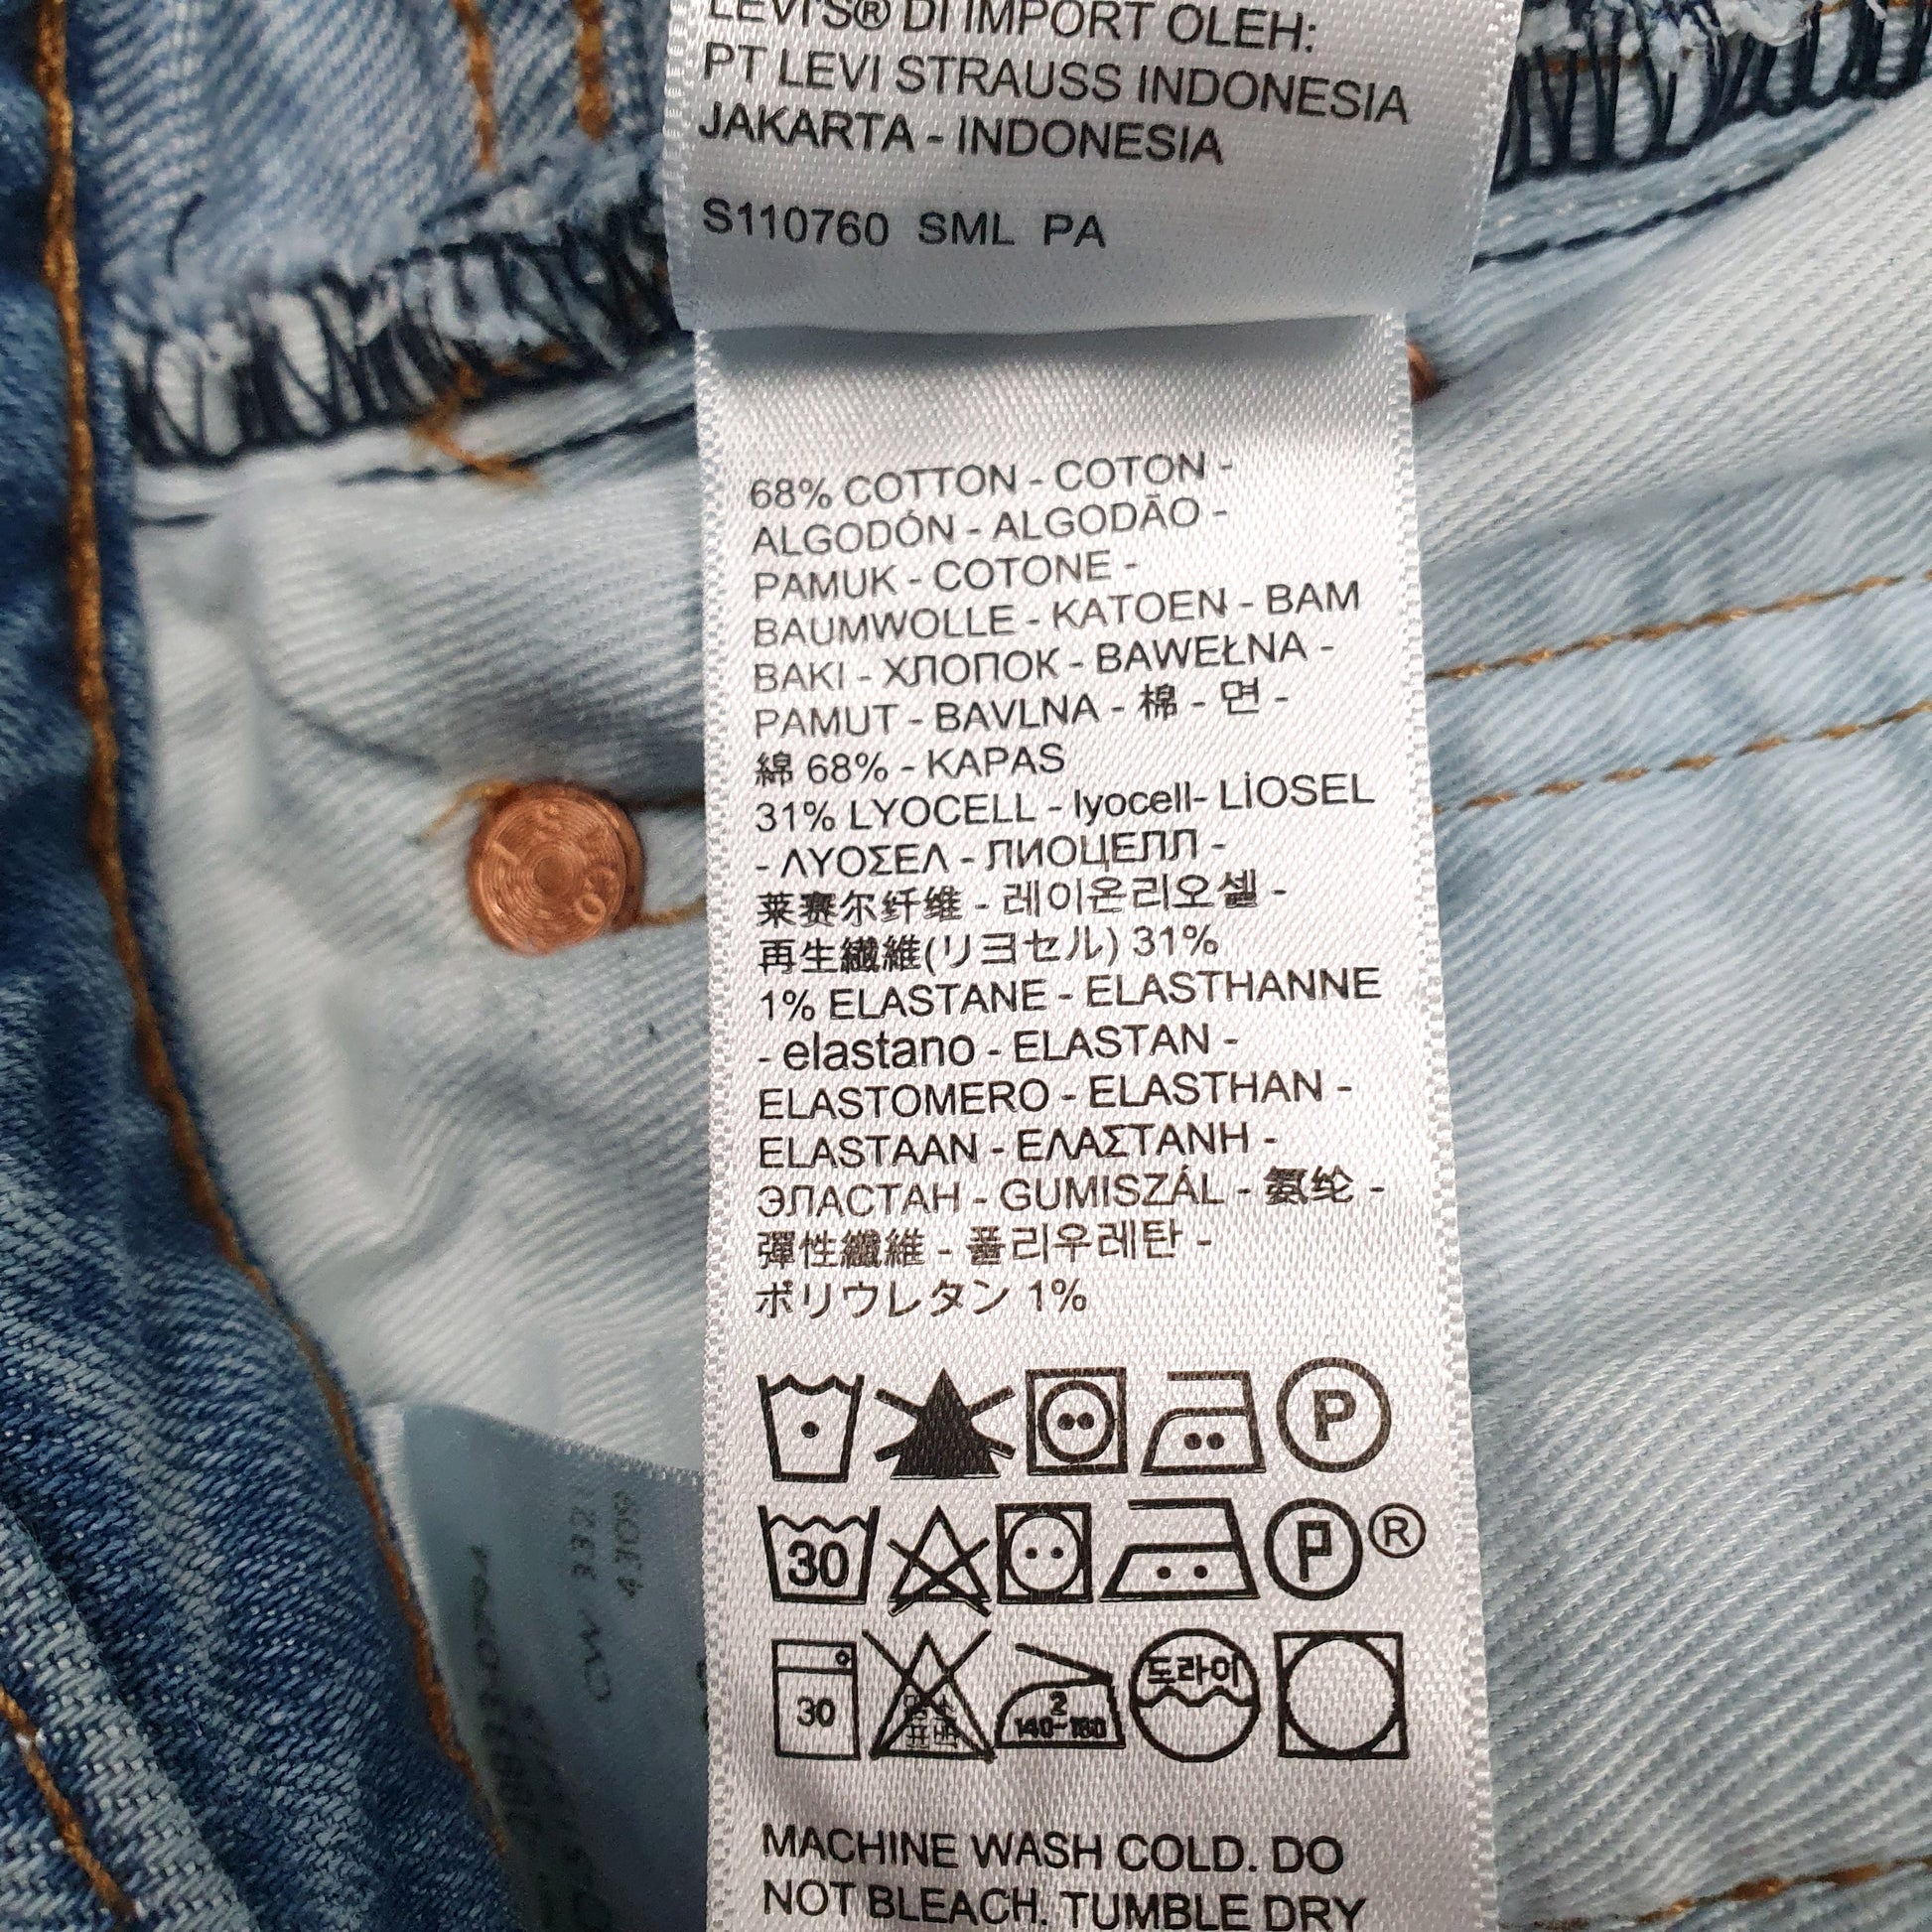 LEVI'S® DI IMPORT OLEH:
PT LEVI STRAUSS INDONESIA
JAKARTA - INDONESIA
S110760 SML PA
68% COTTON - COTON -
ALGODÓN - ALGODÃO -
PAMUK - COTONE -
BAUMWOLLE - KATOEN - BAM
BAKI - ХЛОПОК - BAWEŁNA -
PAMUT - BAVLNA - 棉 - 면 -
綿 68% - KAPAS
31% LYOCELL - lyocell- LİOSEL
- ΛΥΟΣΕΛ - ЛИОЦЕЛЛ -
莱赛尔纤维 - 레이온리오셀 -
再生纖維(リヨセル) 31%
1% ELASTANE - ELASTHANNE
- elastano - ELASTAN -
ELASTOMERO - ELASTHAN -
ELASTAAN - ΕΛΑΣΤΑΝΗ -
ЭЛАСТАН - GUMISZÁL - 氨纶 -
彈性纖維 - 폴리우레탄 -
ポリウレタン 1%
P
30 P ®
30 2 140~160 드라이
MACHINE WASH COLD. DO
NOT BLEACH. TUMBLE DRY
OW 332
4309